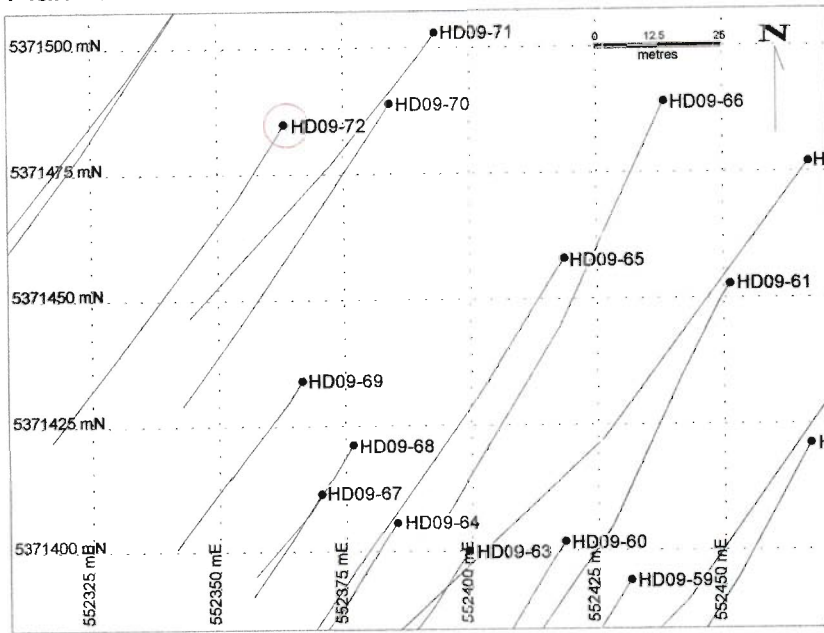 HD09-71
5371500 mN
0 12.5 25
metres
N
HD09-70
HD09-66
HD09-72
5371475 mN
H
HD09-65
HD09-61
5371450 mN
HD09-69
5371425 mN
HD09-68
H
HD09-67
HD09-64
HD09-60
5371400 mN
HD09-63
HD09-59
552325 mE
552350 mE
552375 mE
552400 mE
552425 mE
552450 mE